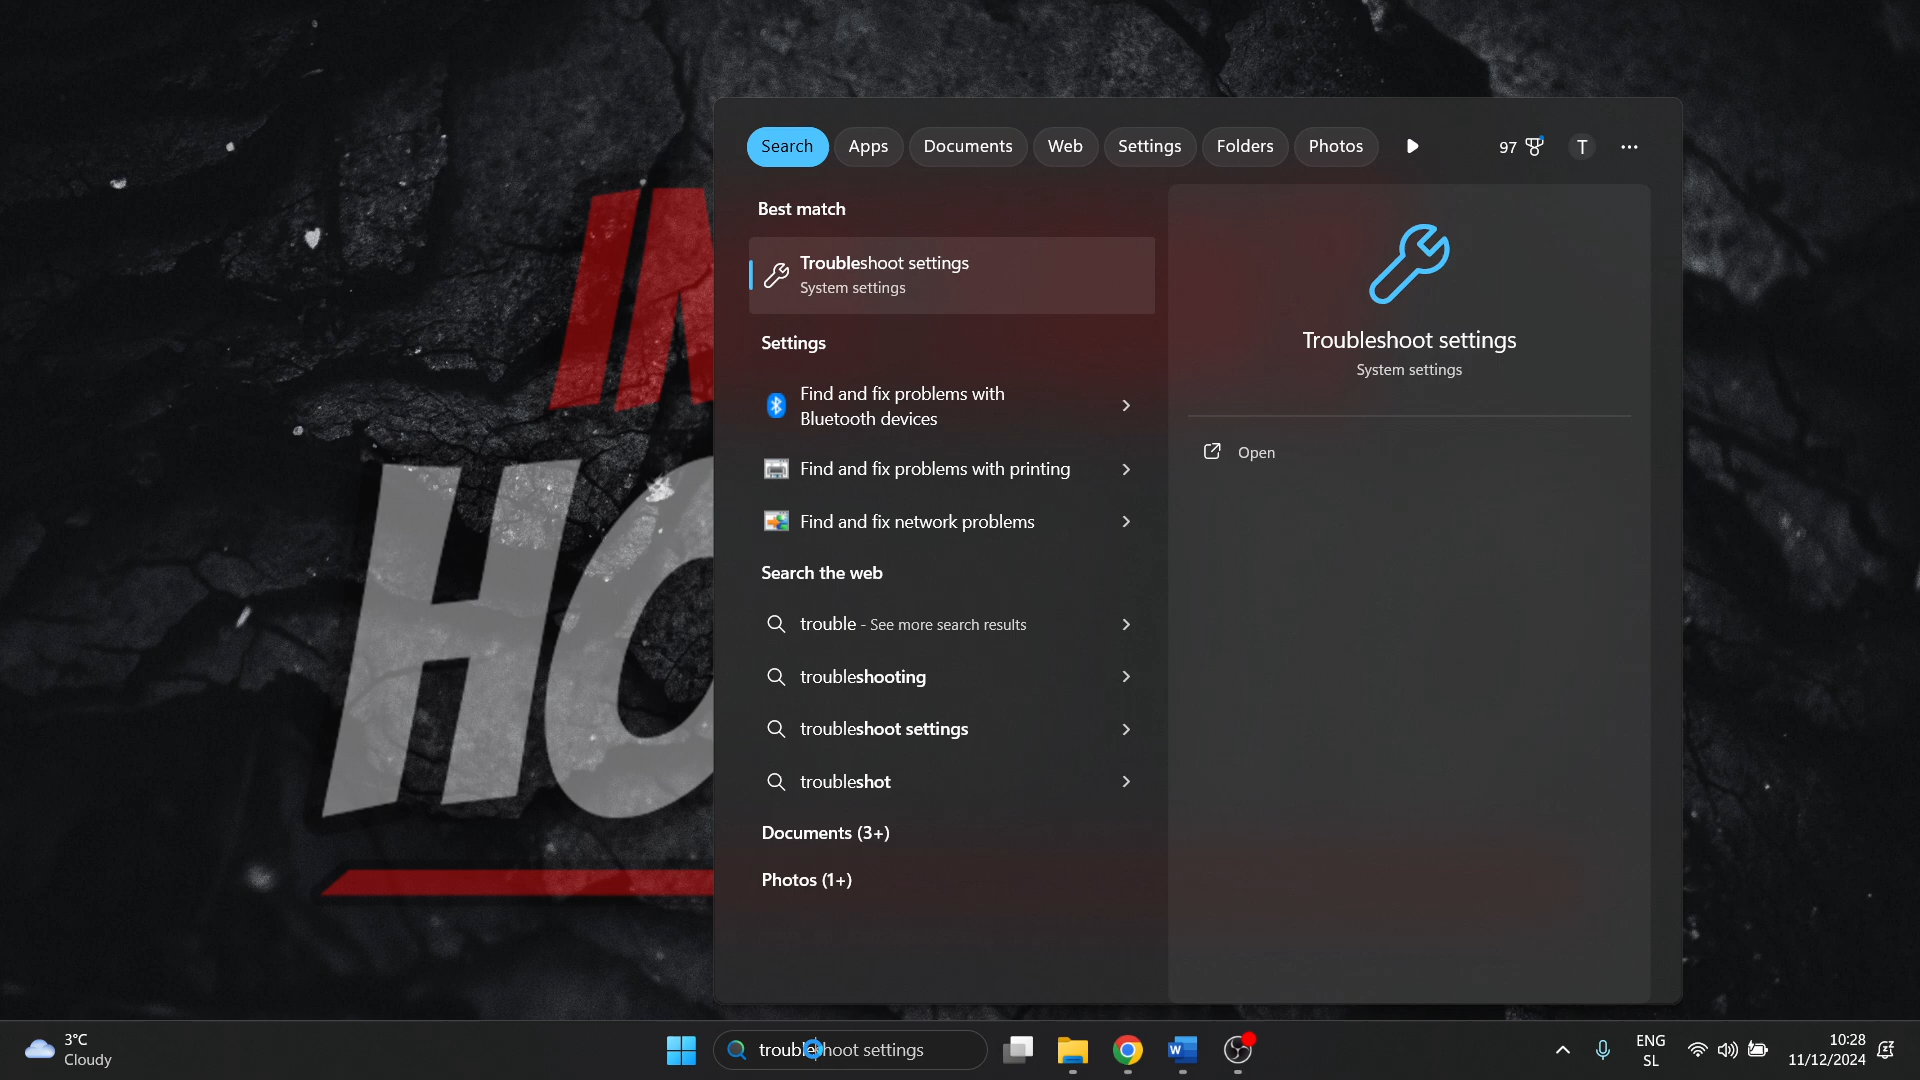 Search
Apps
Documents
Web
Settings
Folders
Photos
97
T
Best match
Troubleshoot settings
System settings
Settings
Find and fix problems with
Bluetooth devices
Find and fix problems with printing
Find and fix network problems
Search the web
trouble - See more search results
troubleshooting
troubleshoot settings
troubleshot
Documents (3+)
Photos (1+)
Troubleshoot settings
System settings
Open
3°C
Cloudy
troubleshoot settings
ENG
SL
10:28
11/12/2024